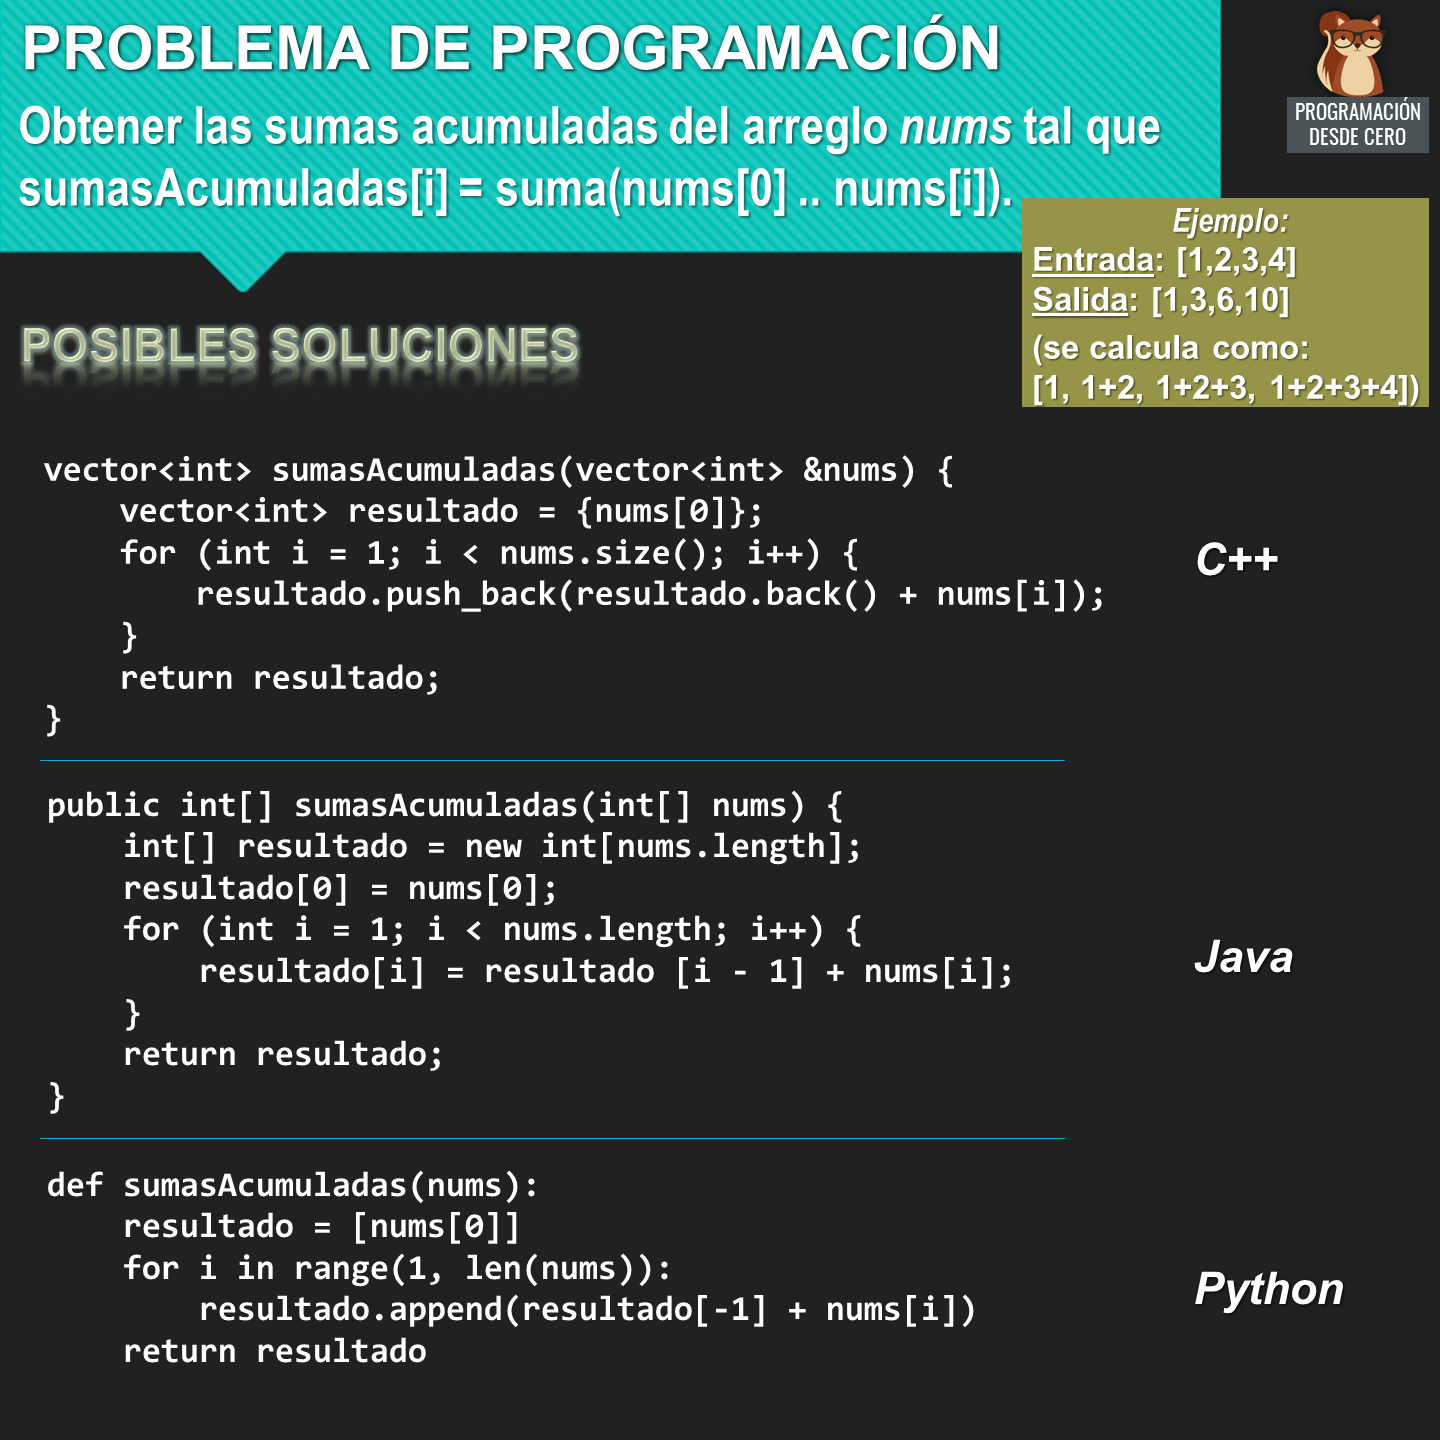 PROBLEMA DE PROGRAMACIÓN
Obtener las sumas acumuladas del arreglo nums tal que
sumasAcumuladas[i] = suma(nums[0] .. nums[i]).
PROGRAMACIÓN
DESDE CERO
Ejemplo:
Entrada: [1,2,3,4]
Salida: [1,3,6,10]
(se calcula como:
[1, 1+2, 1+2+3, 1+2+3+4])
POSIBLES SOLUCIONES
vector<int> sumasAcumuladas(vector<int> &nums) {
    vector<int> resultado = {nums[0]};
    for (int i = 1; i < nums.size(); i++) {
        resultado.push_back(resultado.back() + nums[i]);
    }
    return resultado;
}
C++
public int[] sumasAcumuladas(int[] nums) {
    int[] resultado = new int[nums.length];
    resultado[0] = nums[0];
    for (int i = 1; i < nums.length; i++) {
        resultado[i] = resultado [i - 1] + nums[i];
    }
    return resultado;
}
Java
def sumasAcumuladas(nums):
    resultado = [nums[0]]
    for i in range(1, len(nums)):
        resultado.append(resultado[-1] + nums[i])
    return resultado
Python